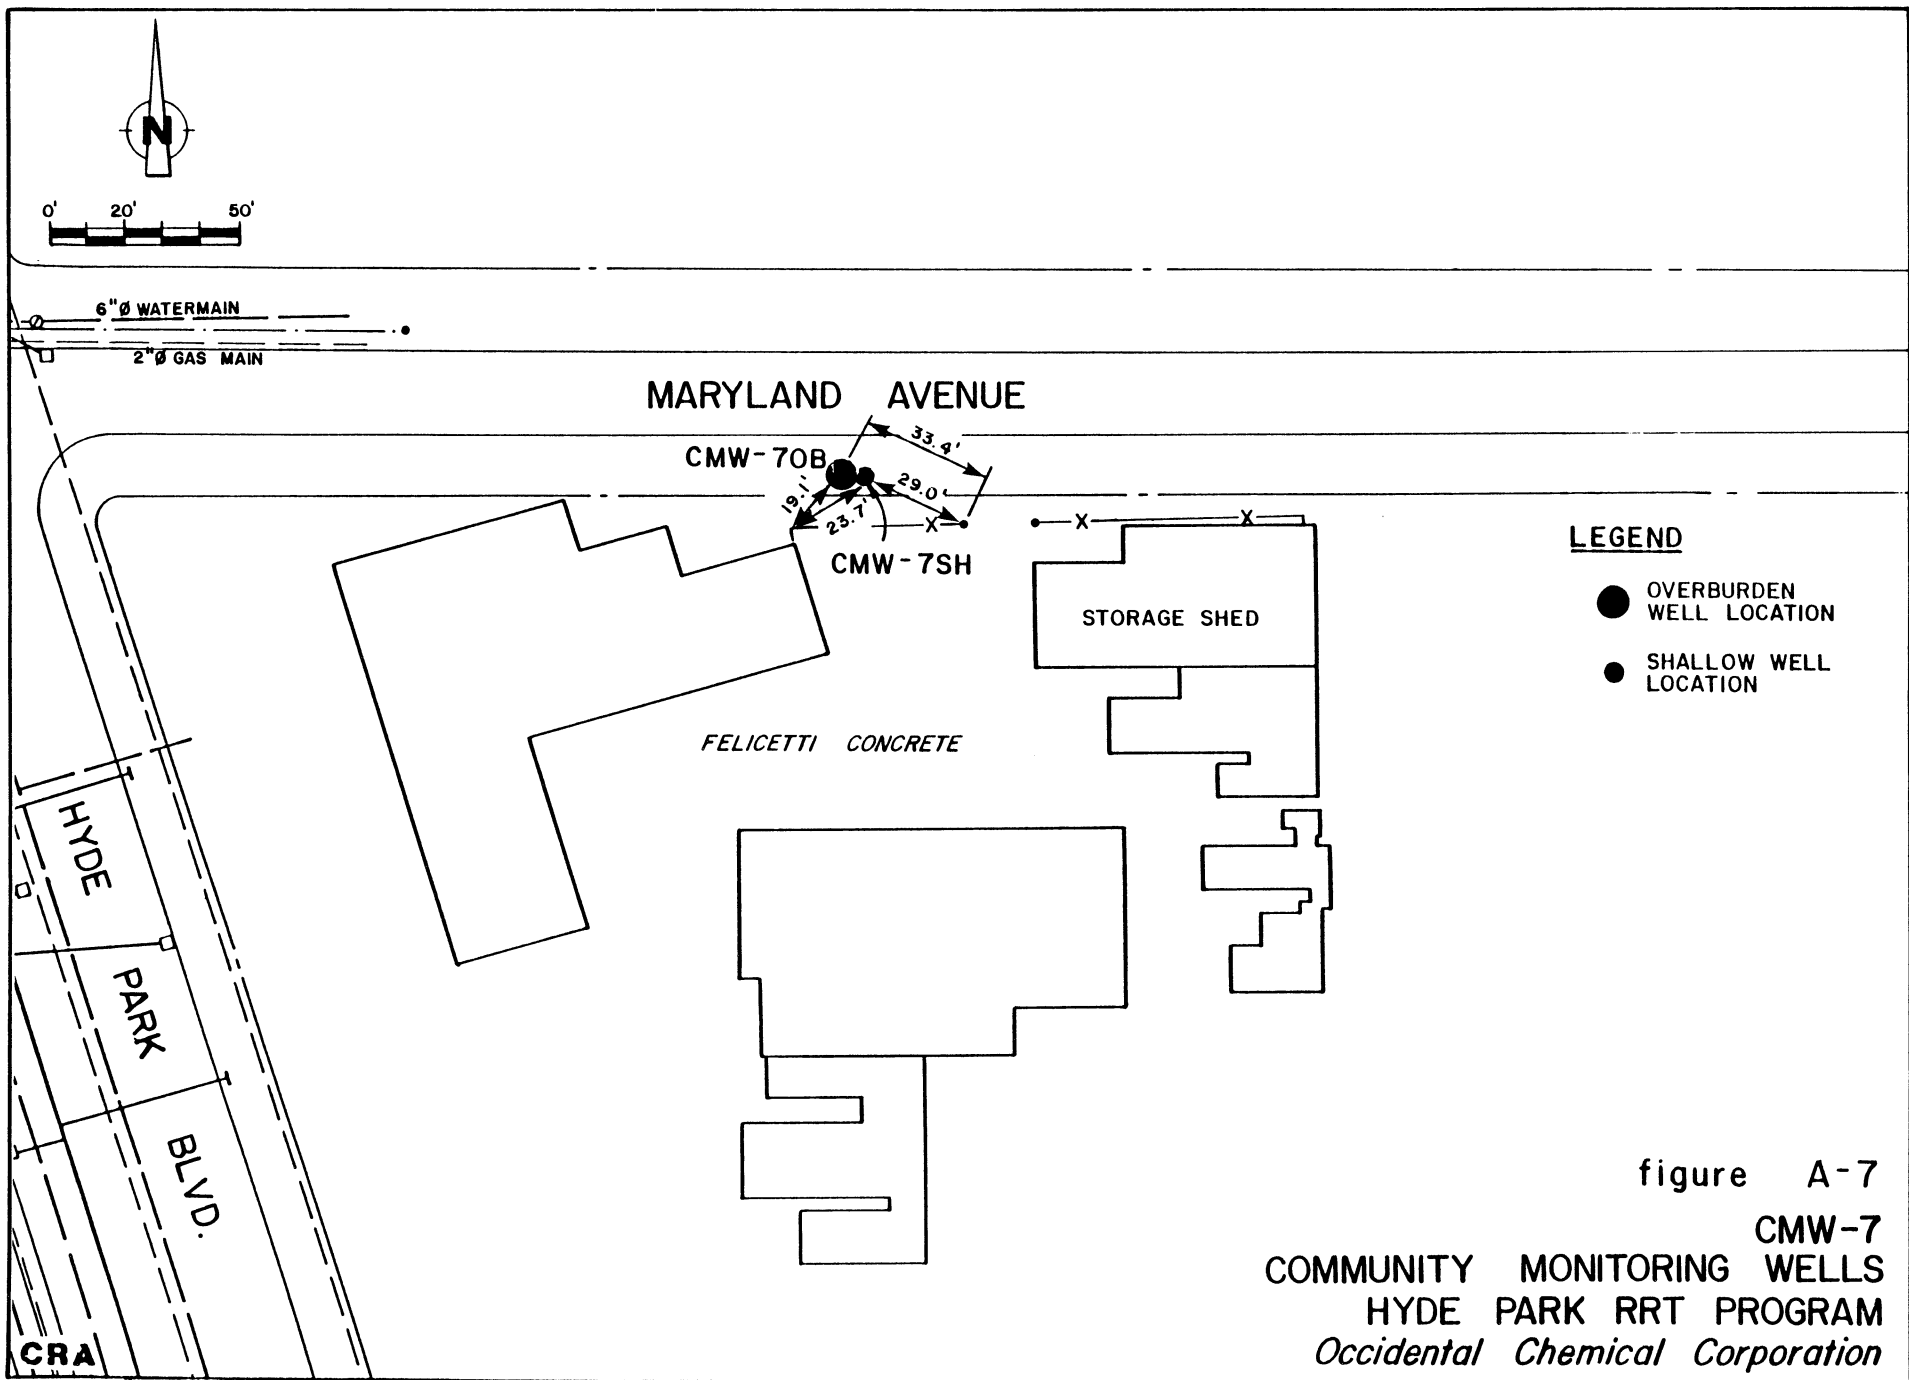 N
0' 20' 50'
6"Ø WATERMAIN
2"Ø GAS MAIN
MARYLAND AVENUE
33.4'
CMW-7OB
19.1'
29.0'
23.7'
X
X
X
CMW-7SH
LEGEND
OVERBURDEN
WELL LOCATION
SHALLOW WELL
LOCATION
STORAGE SHED
FELICETTI CONCRETE
HYDE
PARK
BLVD.
figure A-7
CMW-7
COMMUNITY MONITORING WELLS
HYDE PARK RRT PROGRAM
Occidental Chemical Corporation
CRA